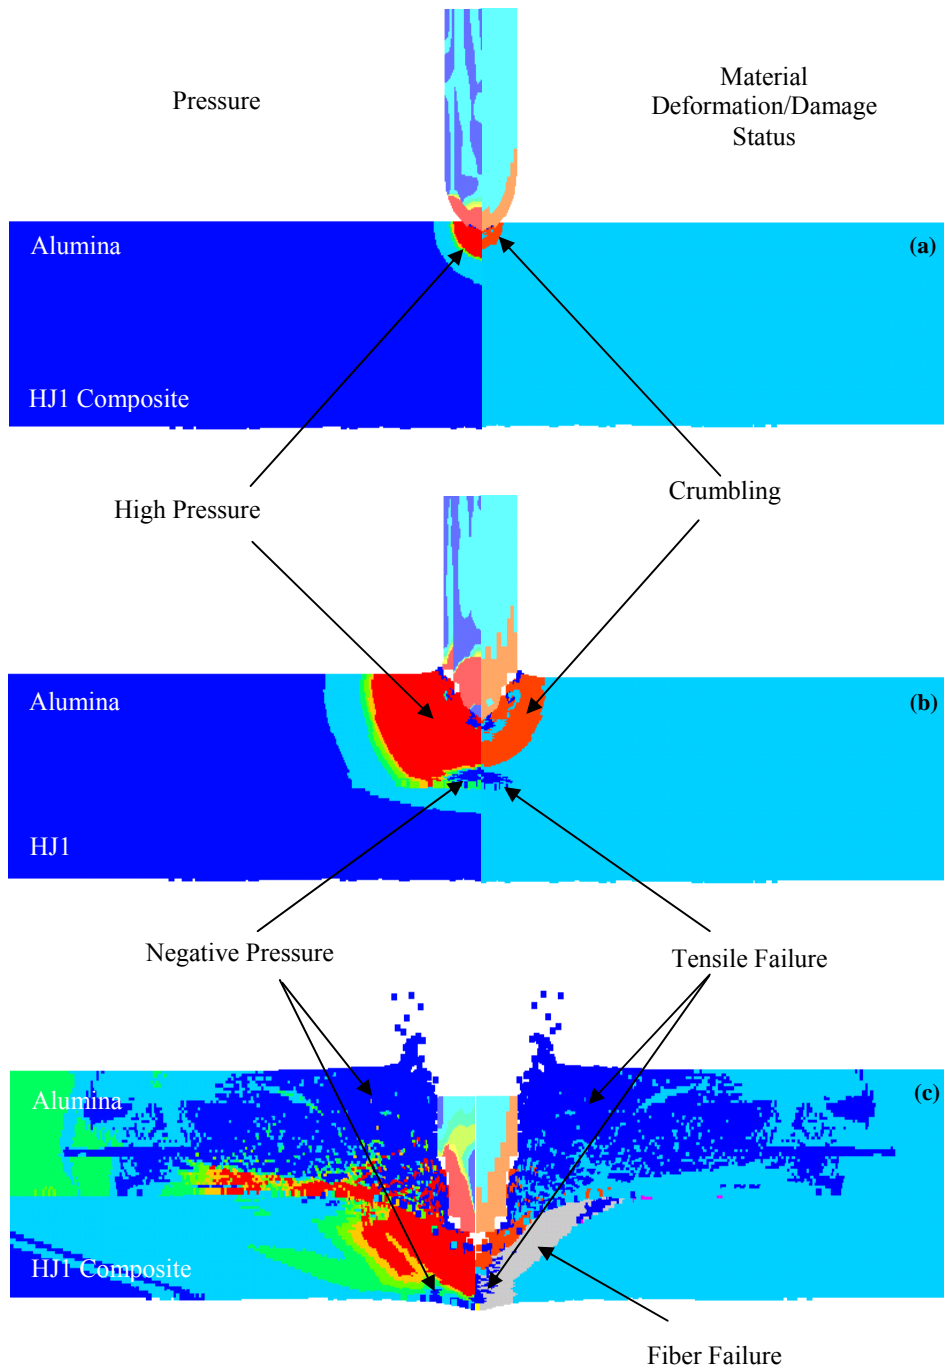 Pressure
Material
Deformation/Damage
Status
Alumina
(a)
HJ1 Composite
High Pressure
Crumbling
Alumina
(b)
HJ1
Negative Pressure
Tensile Failure
Alumina
(c)
HJ1 Composite
Fiber Failure